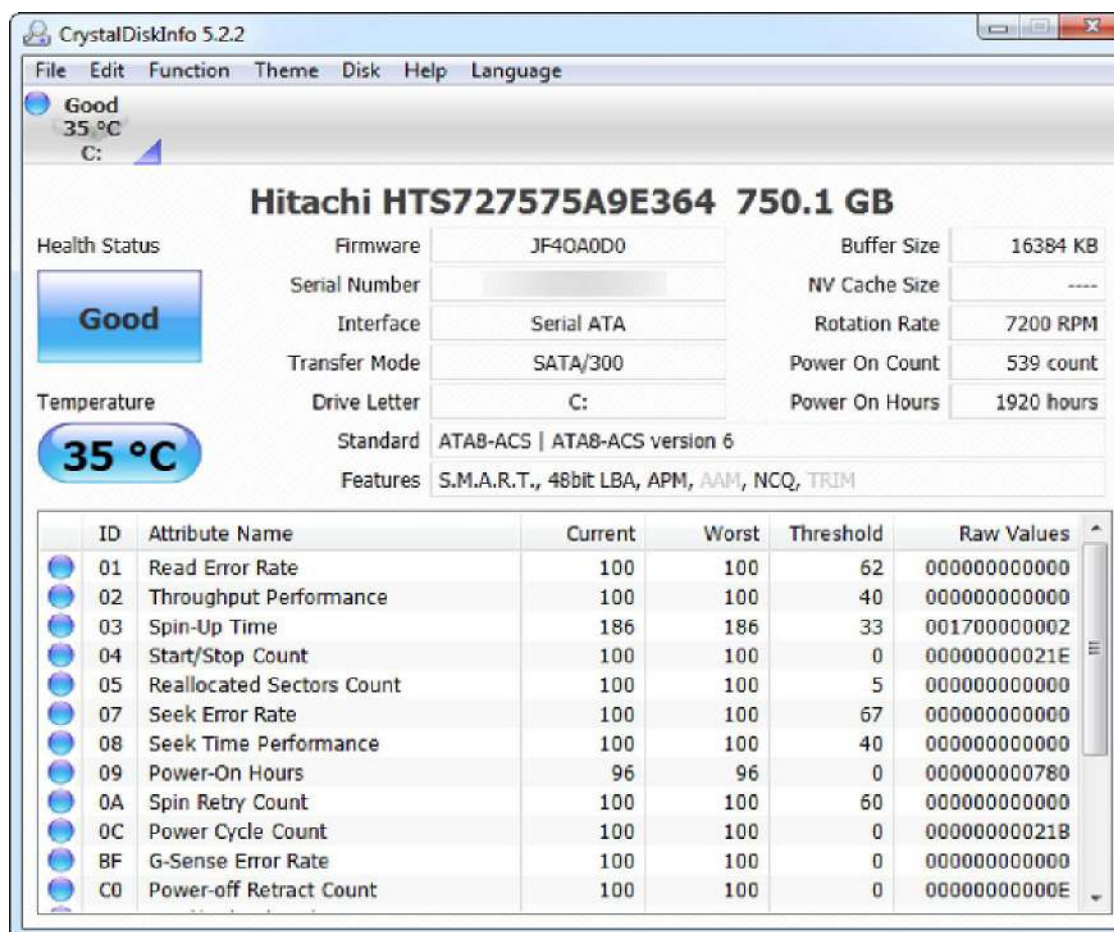 CrystalDiskInfo 5.2.2
File Edit Function Theme Disk Help Language
Good
35 °C
C:
Hitachi HTS727575A9E364 750.1 GB
Health Status
Good
Temperature
35 °C
Firmware JF4OA0D0
Serial Number
Interface Serial ATA
Transfer Mode SATA/300
Drive Letter C:
Standard ATA8-ACS | ATA8-ACS version 6
Features S.M.A.R.T., 48bit LBA, APM, AAM, NCQ, TRIM
Buffer Size 16384 KB
NV Cache Size ----
Rotation Rate 7200 RPM
Power On Count 539 count
Power On Hours 1920 hours
ID Attribute Name Current Worst Threshold Raw Values
01 Read Error Rate 100 100 62 000000000000
02 Throughput Performance 100 100 40 000000000000
03 Spin-Up Time 186 186 33 001700000002
04 Start/Stop Count 100 100 0 00000000021E
05 Reallocated Sectors Count 100 100 5 000000000000
07 Seek Error Rate 100 100 67 000000000000
08 Seek Time Performance 100 100 40 000000000000
09 Power-On Hours 96 96 0 000000000780
0A Spin Retry Count 100 100 60 000000000000
0C Power Cycle Count 100 100 0 00000000021B
BF G-Sense Error Rate 100 100 0 000000000000
C0 Power-off Retract Count 100 100 0 00000000000E